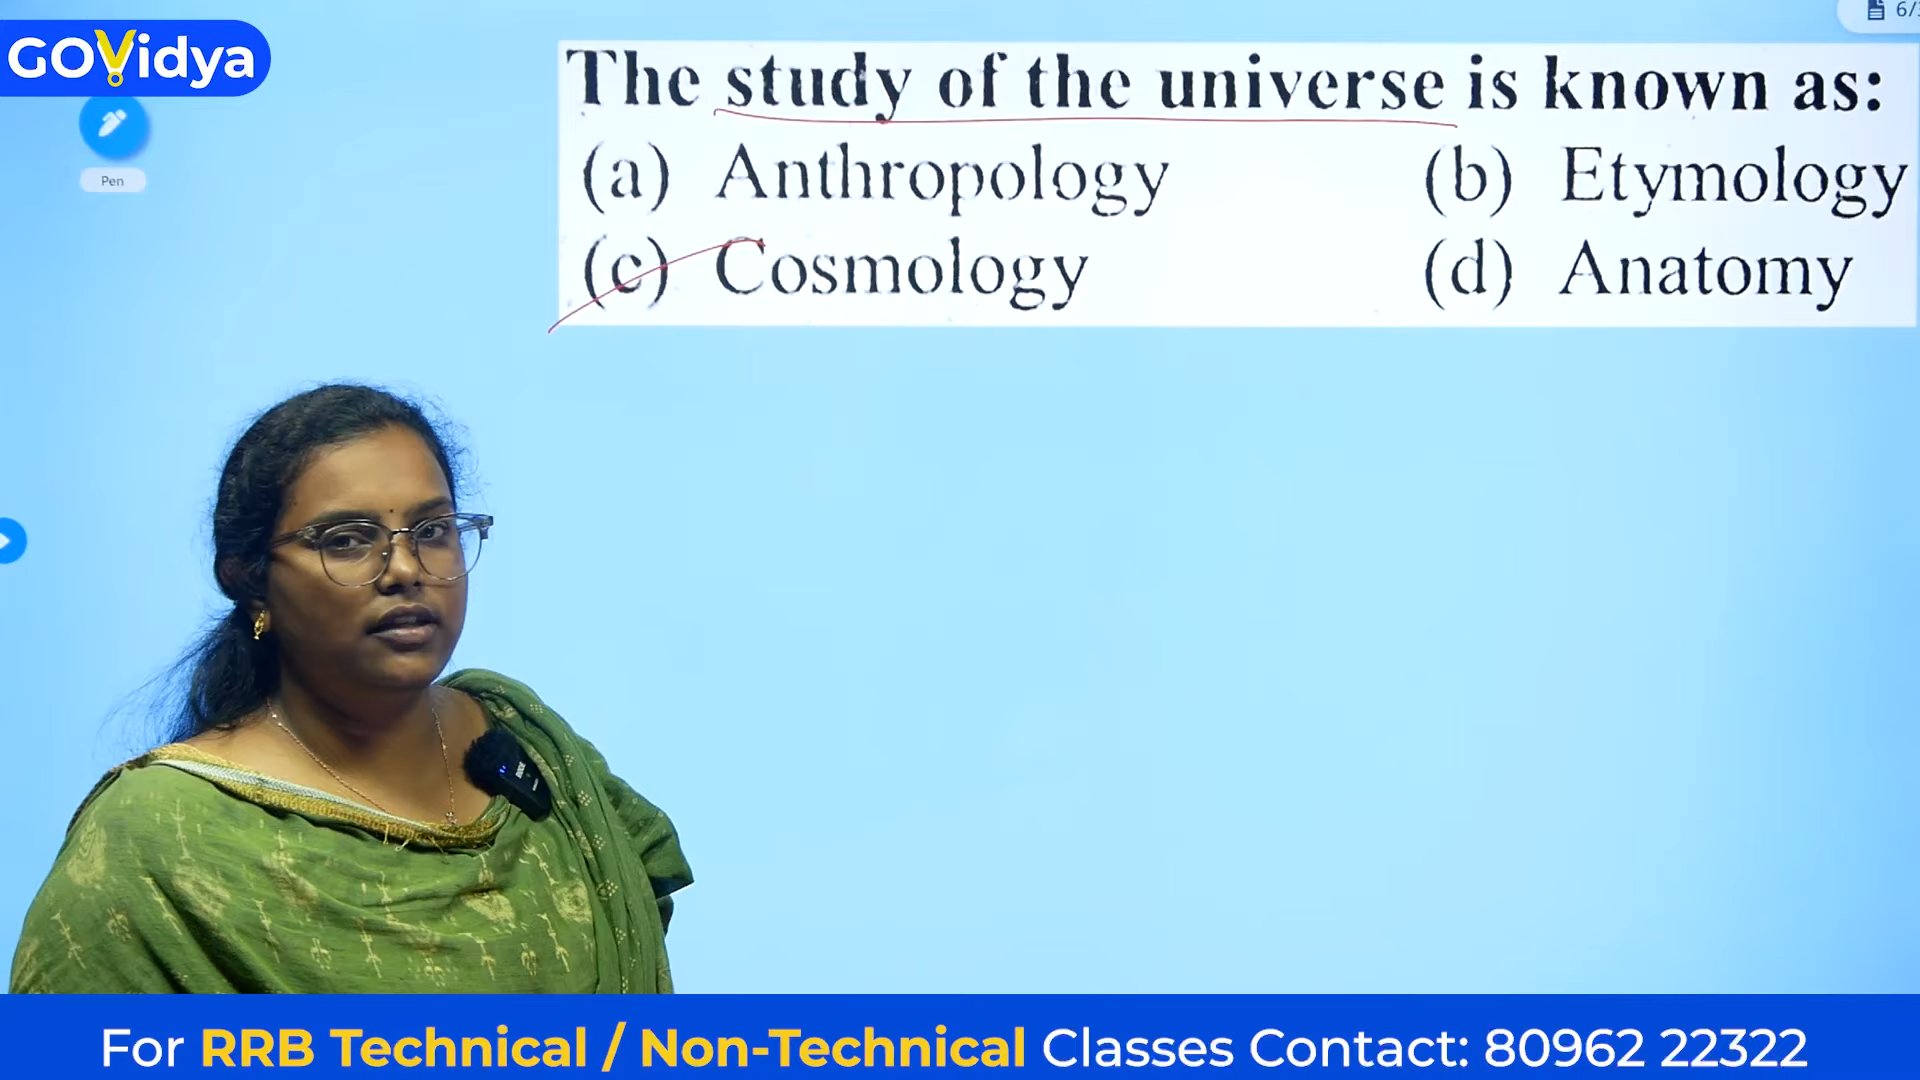 GOVidya
6/
Pen
The study of the universe is known as:
(a) Anthropology (b) Etymology
(c) Cosmology (d) Anatomy
For RRB Technical / Non-Technical Classes Contact: 80962 22322